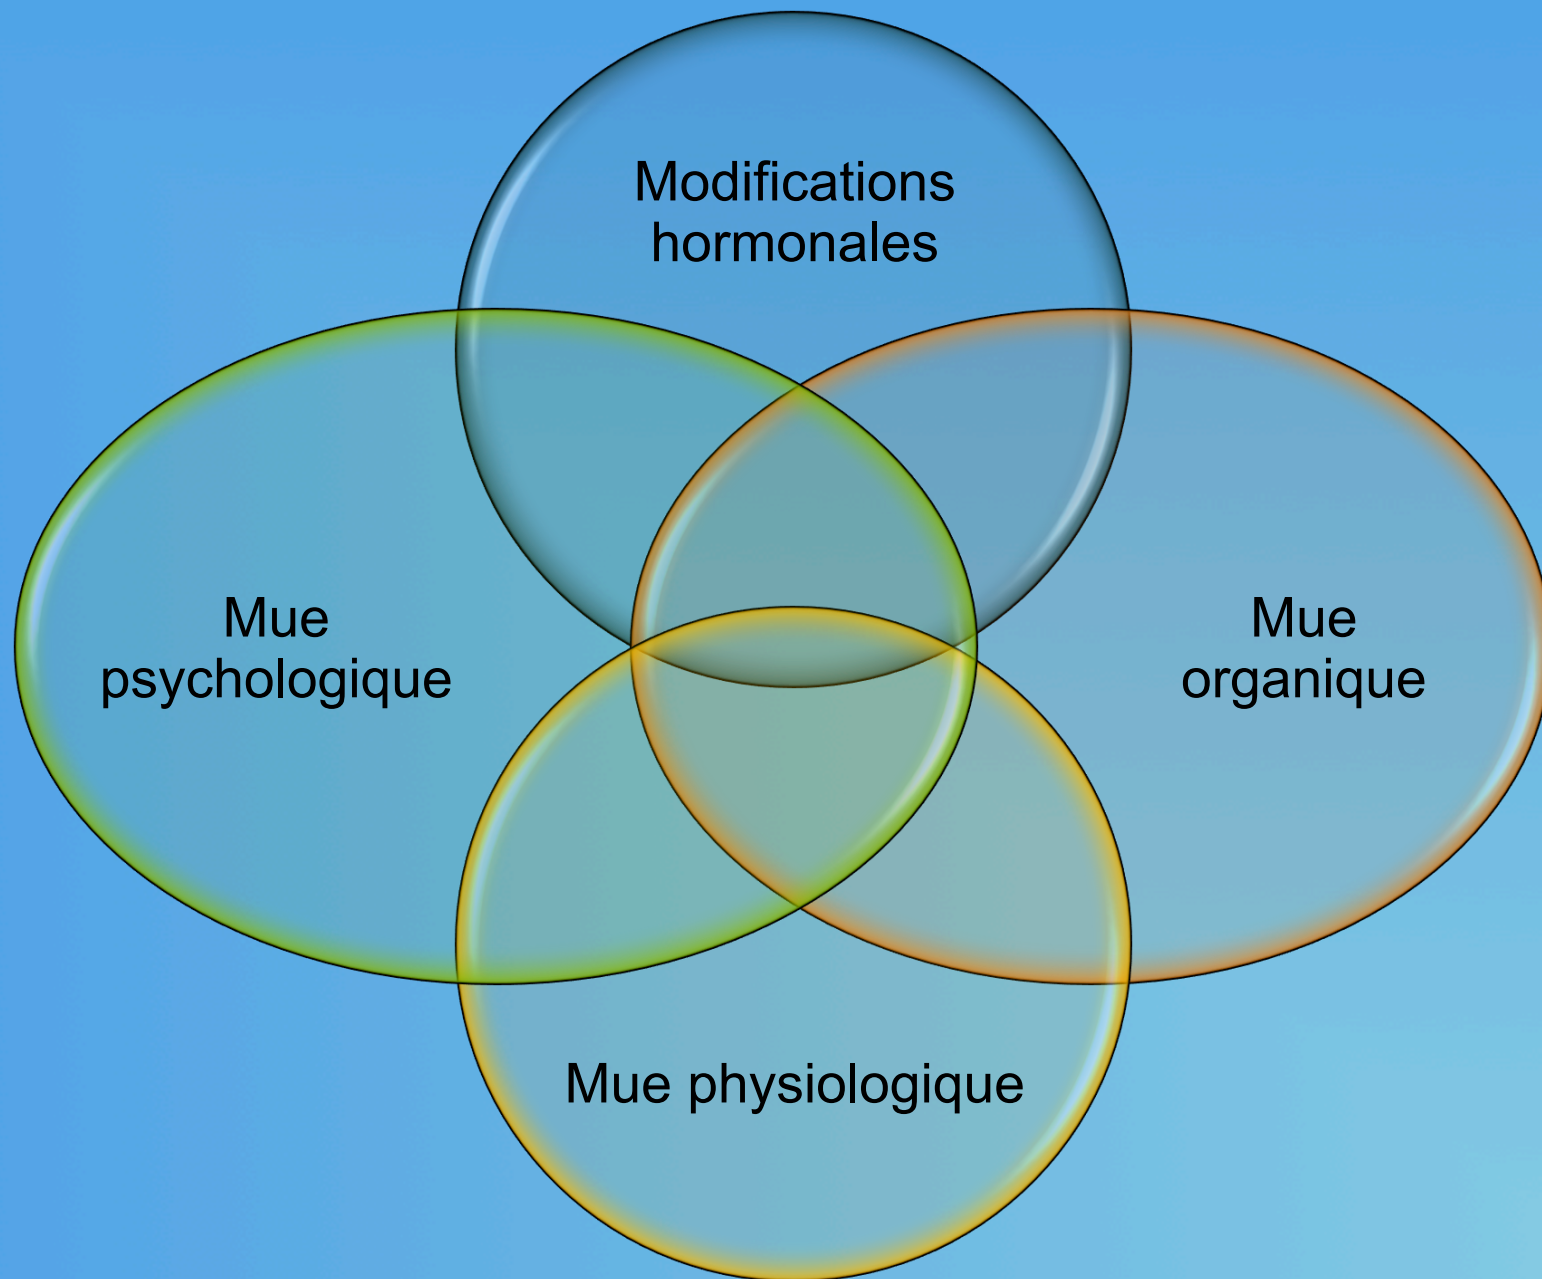 Modifications
hormonales
Mue
psychologique
Mue
organique
Mue physiologique